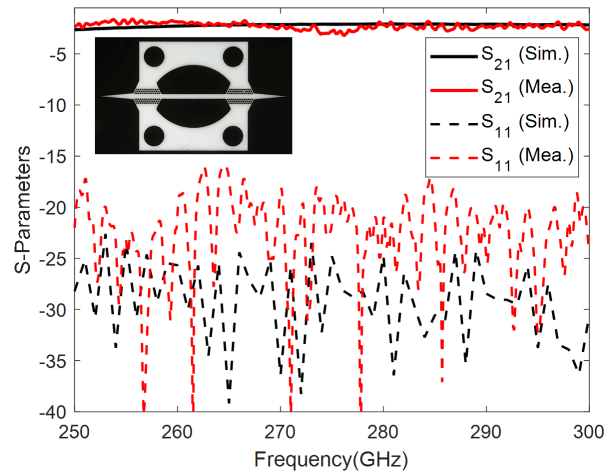 -5
-10
-15
-20
-25
-30
-35
-40
S-Parameters
S21 (Sim.)
S21 (Mea.)
S11 (Sim.)
S11 (Mea.)
250 260 270 280 290 300
Frequency(GHz)